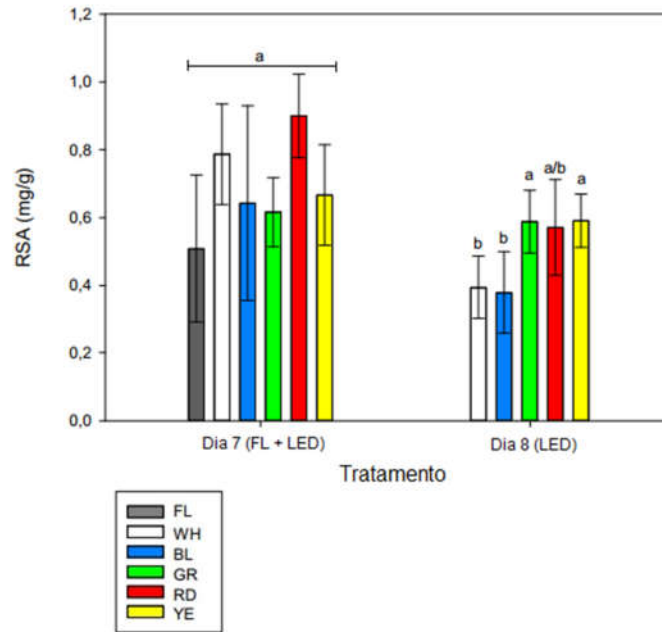 1,2
1,0
0,8
0,6
0,4
0,2
0,0
RSA (mg/g)
a
b
b
a
a/b
a
Dia 7 (FL + LED)
Dia 8 (LED)
Tratamento
FL
WH
BL
GR
RD
YE